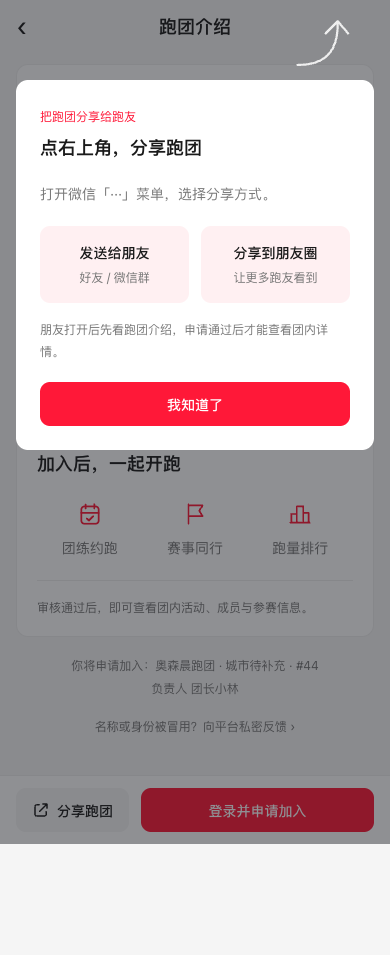 跑团介绍
把跑团分享给跑友
点右上角，分享跑团
打开微信「···」菜单，选择分享方式。
发送给朋友
好友 / 微信群
分享到朋友圈
让更多跑友看到
朋友打开后先看跑团介绍，申请通过后才能查看团内详
情。
我知道了
加入后，一起开跑
团练约跑
赛事同行
跑量排行
审核通过后，即可查看团内活动、成员与参赛信息。
你将申请加入：奥森晨跑团 · 城市待补充 · #44
负责人 团长小林
名称或身份被冒用？向平台私密反馈 ›
分享跑团
登录并申请加入